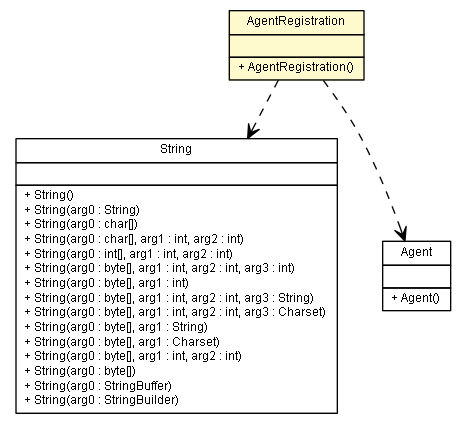 AgentRegistration
+ AgentRegistration()
String
+ String()
+ String(arg0 : String)
+ String(arg0 : char[])
+ String(arg0 : char[], arg1 : int, arg2 : int)
+ String(arg0 : int[], arg1 : int, arg2 : int)
+ String(arg0 : byte[], arg1 : int, arg2 : int, arg3 : int)
+ String(arg0 : byte[], arg1 : int)
+ String(arg0 : byte[], arg1 : int, arg2 : int, arg3 : String)
+ String(arg0 : byte[], arg1 : int, arg2 : int, arg3 : Charset)
+ String(arg0 : byte[], arg1 : String)
+ String(arg0 : byte[], arg1 : Charset)
+ String(arg0 : byte[], arg1 : int, arg2 : int)
+ String(arg0 : byte[])
+ String(arg0 : StringBuffer)
+ String(arg0 : StringBuilder)
Agent
+ Agent()